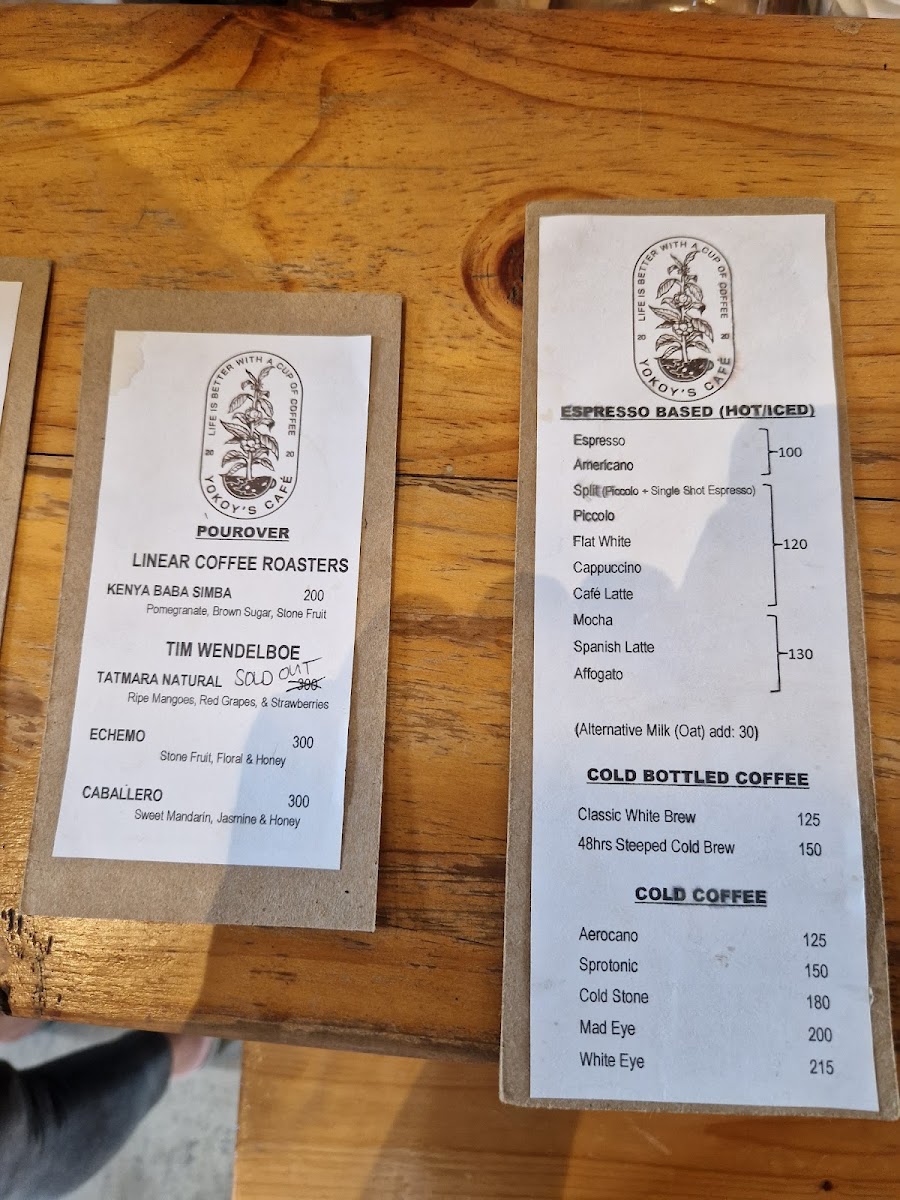 LIFE IS BETTER WITH A CUP OF COFFEE
20 20
YOKOY'S CAFÉ
POUROVER
LINEAR COFFEE ROASTERS
KENYA BABA SIMBA 200
Pomegranate, Brown Sugar, Stone Fruit
TIM WENDELBOE
TATMARA NATURAL SOLD OUT 300
Ripe Mangoes, Red Grapes, & Strawberries
ECHEMO 300
Stone Fruit, Floral & Honey
CABALLERO 300
Sweet Mandarin, Jasmine & Honey
LIFE IS BETTER WITH A CUP OF COFFEE
20 20
YOKOY'S CAFÉ
ESPRESSO BASED (HOT/ICED)
Espresso
100
Americano
Split (Piccolo + Single Shot Espresso)
Piccolo
Flat White
120
Cappuccino
Café Latte
Mocha
Spanish Latte
130
Affogato
(Alternative Milk (Oat) add: 30)
COLD BOTTLED COFFEE
Classic White Brew 125
48hrs Steeped Cold Brew 150
COLD COFFEE
Aerocano 125
Sprotonic 150
Cold Stone 180
Mad Eye 200
White Eye 215